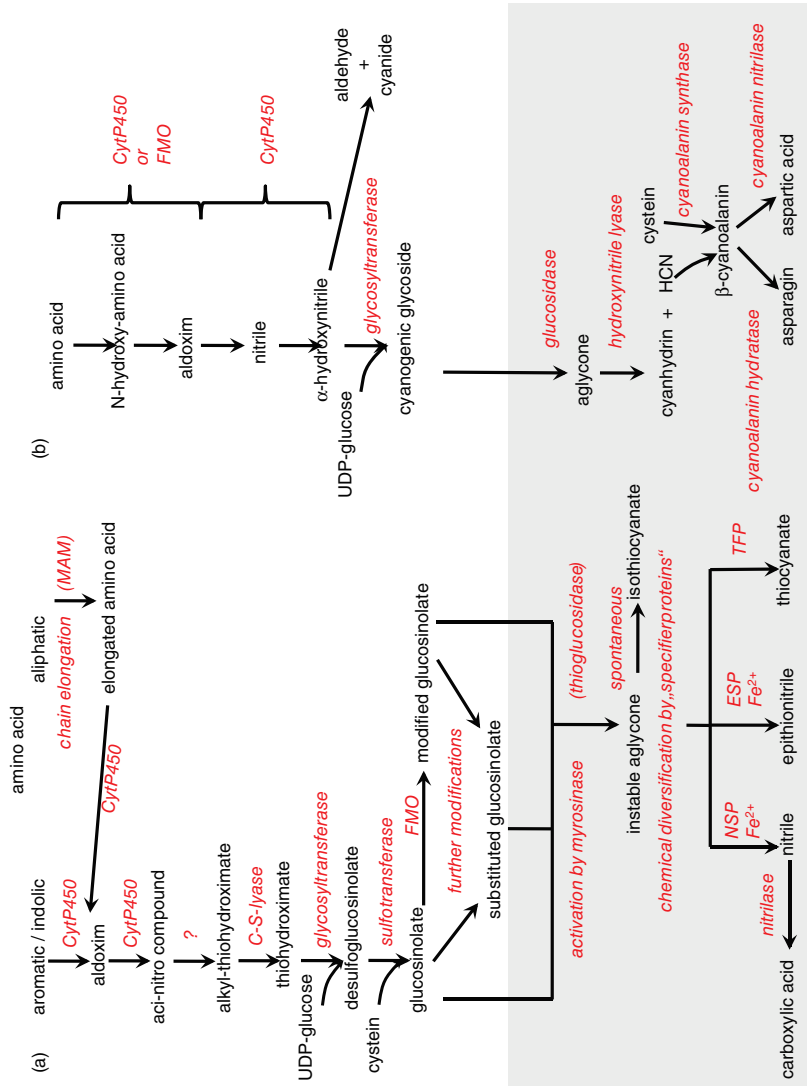 (a)
amino acid
aromatic / indolic
aliphatic
chain elongation
(MAM)
elongated amino acid
CytP450
CytP450
aldoxim
CytP450
aci-nitro compound
?
alkyl-thiohydroximate
C-S-lyase
thiohydroximate
UDP-glucose
glycosyltransferase
desulfoglucosinolate
cystein
sulfotransferase
glucosinolate
FMO
modified glucosinolate
further modifications
substituted glucosinolate
activation by myrosinase
(thioglucosidase)
instable aglycone
spontaneous
isothiocyanate
chemical diversification by „specifierproteins“
NSP
Fe2+
ESP
Fe2+
TFP
nitrile
epithionitrile
thiocyanate
nitrilase
carboxylic acid
(b)
amino acid
N-hydroxy-amino acid
CytP450
or
FMO
aldoxim
nitrile
CytP450
α-hydroxynitrile
aldehyde
+
cyanide
UDP-glucose
glycosyltransferase
cyanogenic glycoside
glucosidase
aglycone
hydroxynitrile lyase
cyanhydrin + HCN
cystein
cyanoalanin synthase
β-cyanoalanin
cyanoalanin hydratase
cyanoalanin nitrilase
asparagin
aspartic acid